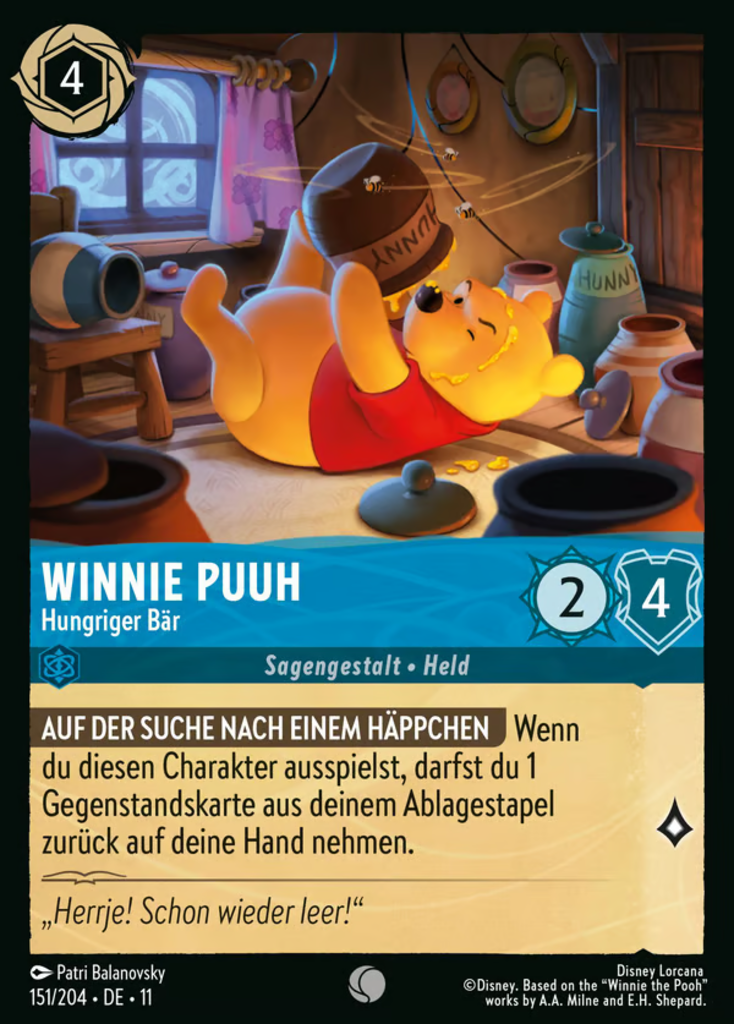 4
HUNNY
HUNNY
WINNIE PUUH
Hungriger Bär
2
4
Sagengestalt • Held
AUF DER SUCHE NACH EINEM HÄPPCHEN Wenn
du diesen Charakter ausspielst, darfst du 1
Gegenstandskarte aus deinem Ablagestapel
zurück auf deine Hand nehmen.
„Herrje! Schon wieder leer!“
Patri Balanovsky
151/204 • DE • 11
Disney Lorcana
©Disney. Based on the “Winnie the Pooh”
works by A.A. Milne and E.H. Shepard.